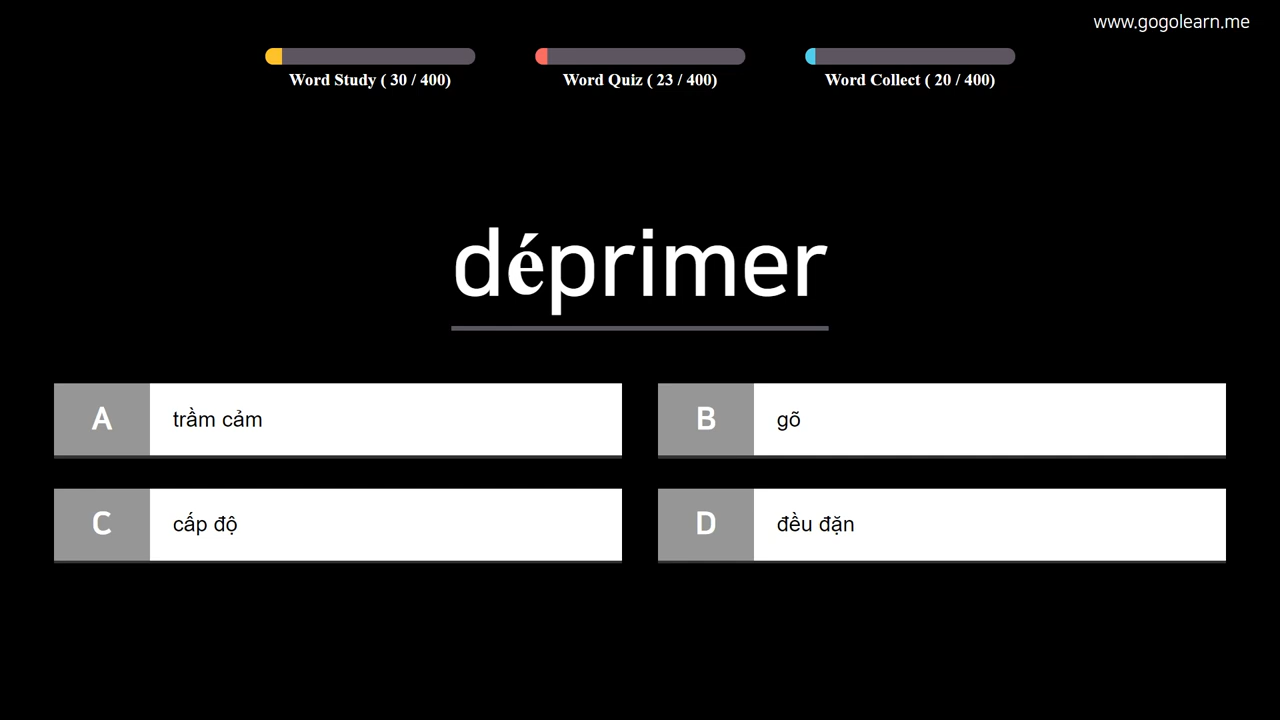 www.gogolearn.me
Word Study ( 30 / 400)
Word Quiz ( 23 / 400)
Word Collect ( 20 / 400)
déprimer
A trầm cảm
B gõ
C cấp độ
D đều đặn